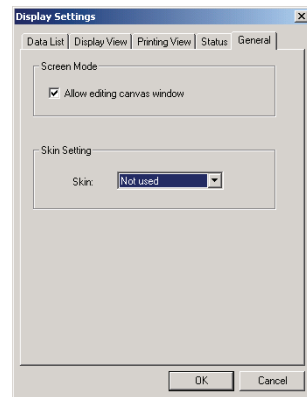 Display Settings
Data List Display View Printing View Status General
Screen Mode
Allow editing canvas window
Skin Setting
Skin: Not used
OK Cancel